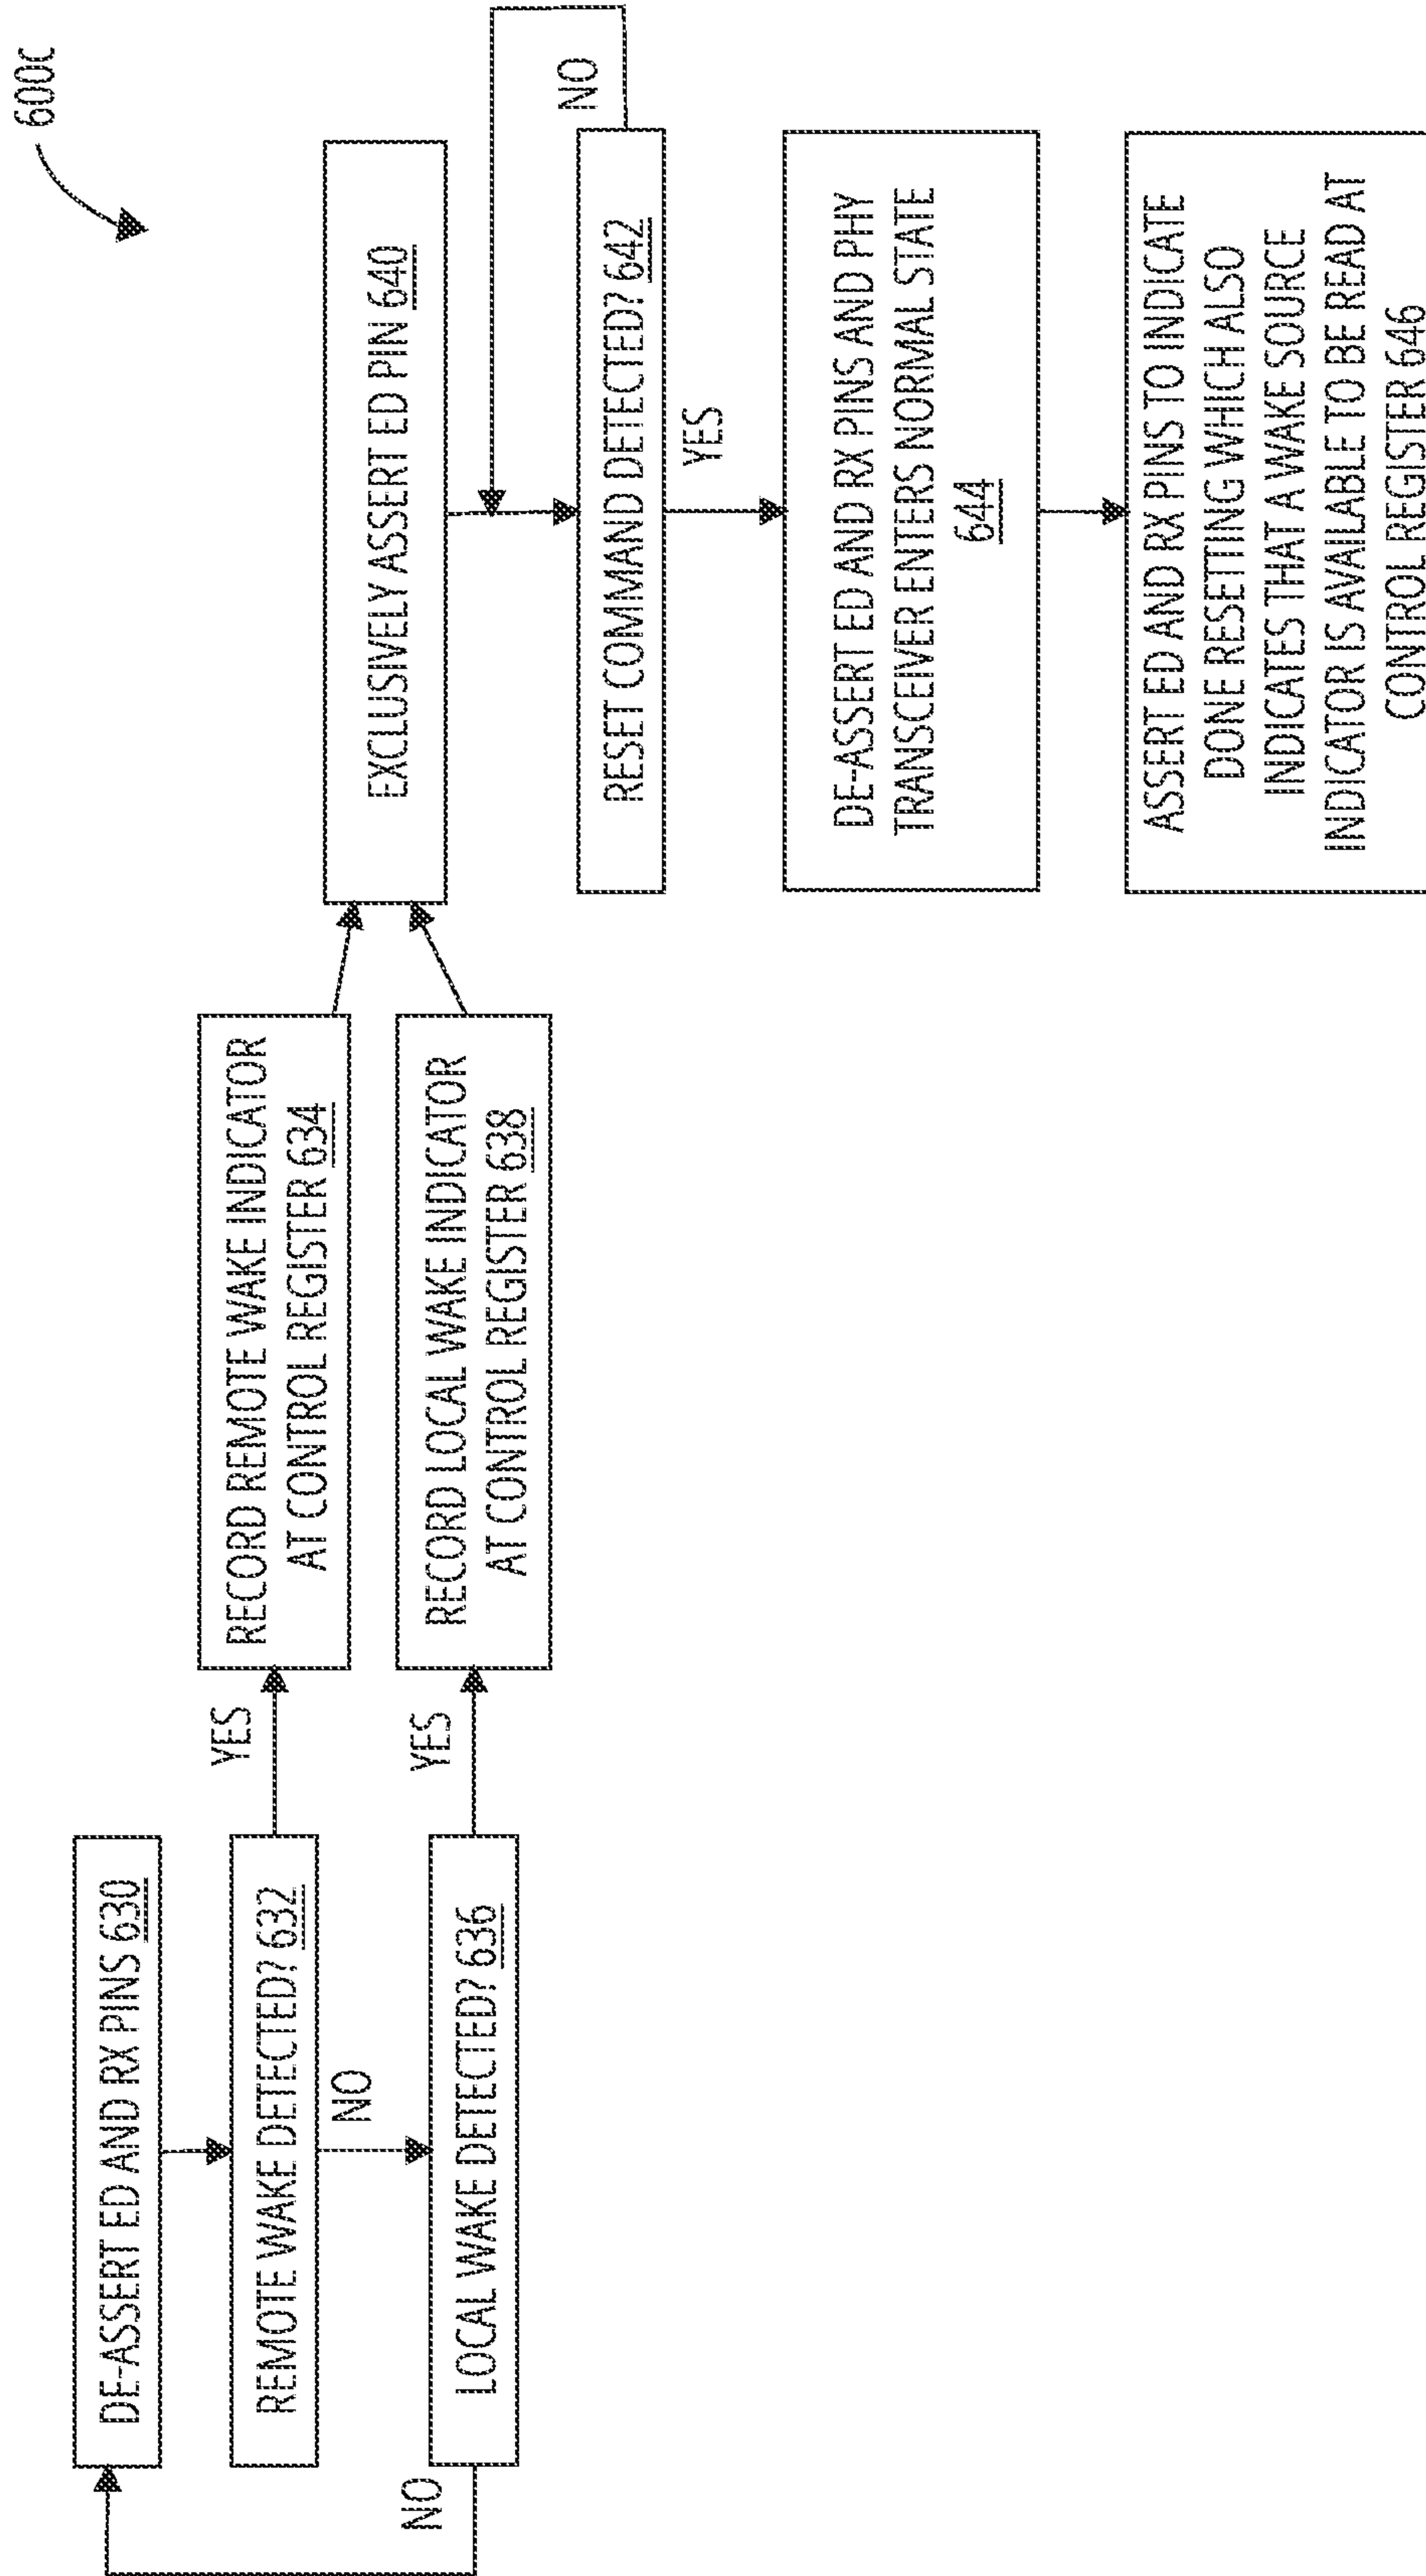 600c
DE-ASSERT ED AND RX PINS 630
REMOTE WAKE DETECTED? 632
YES
RECORD REMOTE WAKE INDICATOR
AT CONTROL REGISTER 634
NO
LOCAL WAKE DETECTED? 636
YES
RECORD LOCAL WAKE INDICATOR
AT CONTROL REGISTER 638
NO
EXCLUSIVELY ASSERT ED PIN 640
RESET COMMAND DETECTED? 642
NO
YES
DE-ASSERT ED AND RX PINS AND PHY
TRANSCEIVER ENTERS NORMAL STATE
644
ASSERT ED AND RX PINS TO INDICATE
DONE RESETTING WHICH ALSO
INDICATES THAT A WAKE SOURCE
INDICATOR IS AVAILABLE TO BE READ AT
CONTROL REGISTER 646